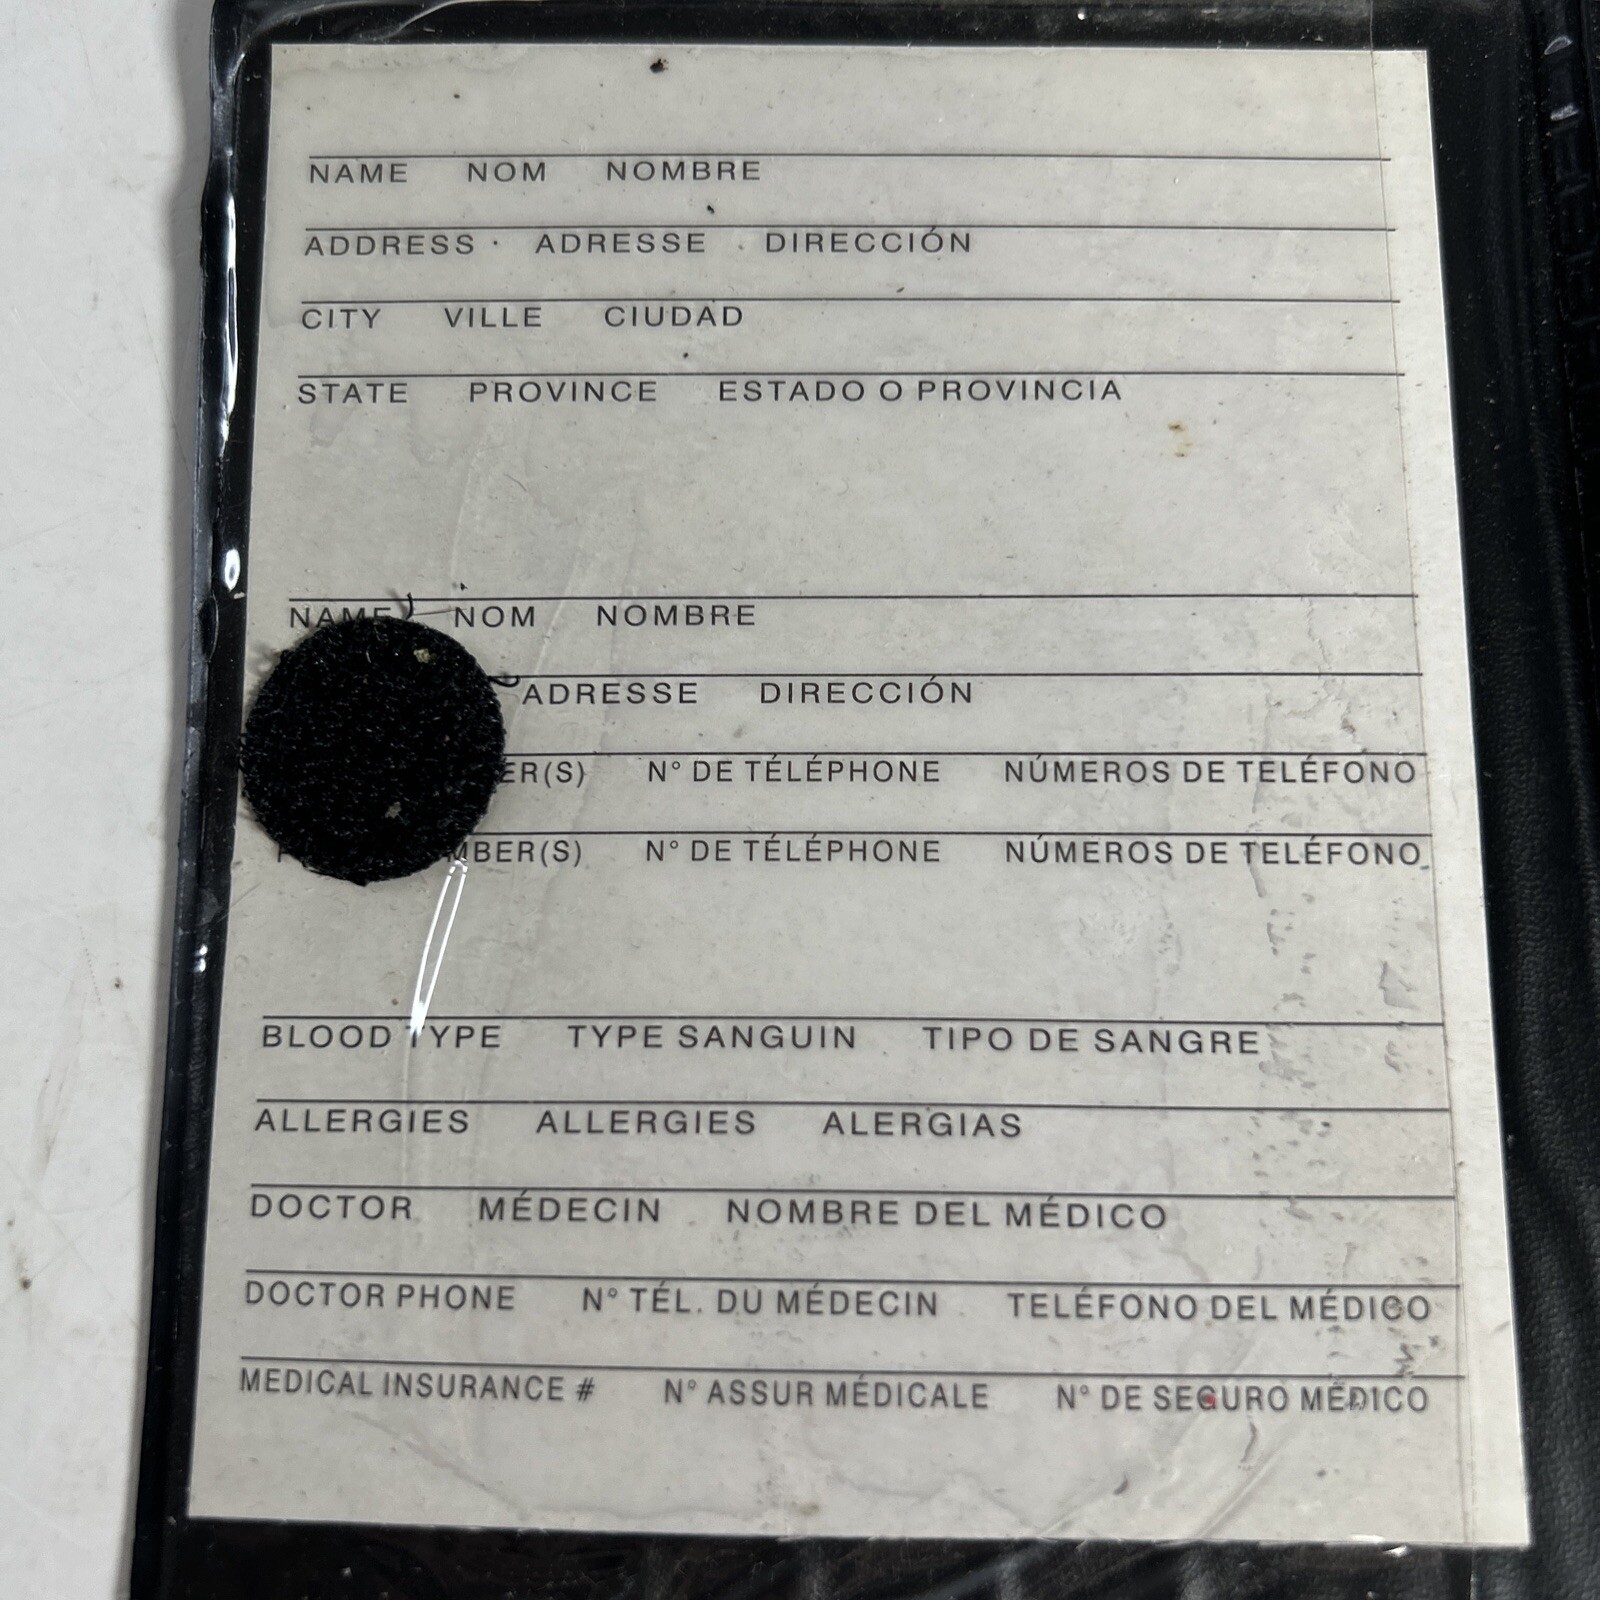 NAME NOM NOMBRE
ADDRESS ADRESSE DIRECCIÓN
CITY VILLE CIUDAD
STATE PROVINCE ESTADO O PROVINCIA
NAME NOM NOMBRE
ADRESSE DIRECCIÓN
ER(S) N° DE TÉLÉPHONE NÚMEROS DE TELÉFONO
MBER(S) N° DE TÉLÉPHONE NÚMEROS DE TELÉFONO
BLOOD TYPE TYPE SANGUIN TIPO DE SANGRE
ALLERGIES ALLERGIES ALERGIAS
DOCTOR MÉDECIN NOMBRE DEL MÉDICO
DOCTOR PHONE N° TÉL. DU MÉDECIN TELÉFONO DEL MÉDICO
MEDICAL INSURANCE # N° ASSUR MÉDICALE N° DE SEGURO MÉDICO